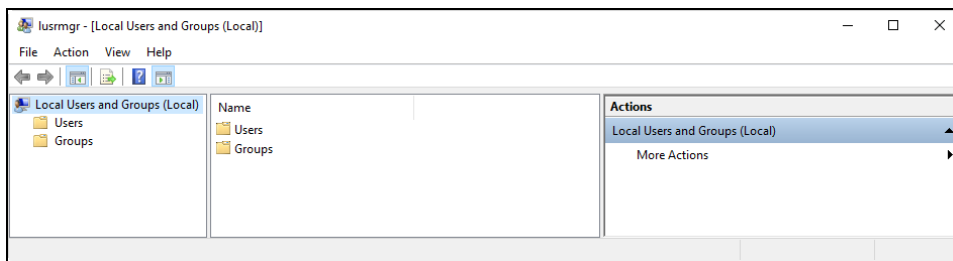 lusrmgr - [Local Users and Groups (Local)]
File Action View Help
Local Users and Groups (Local)
Users
Groups
Name
Users
Groups
Actions
Local Users and Groups (Local)
More Actions